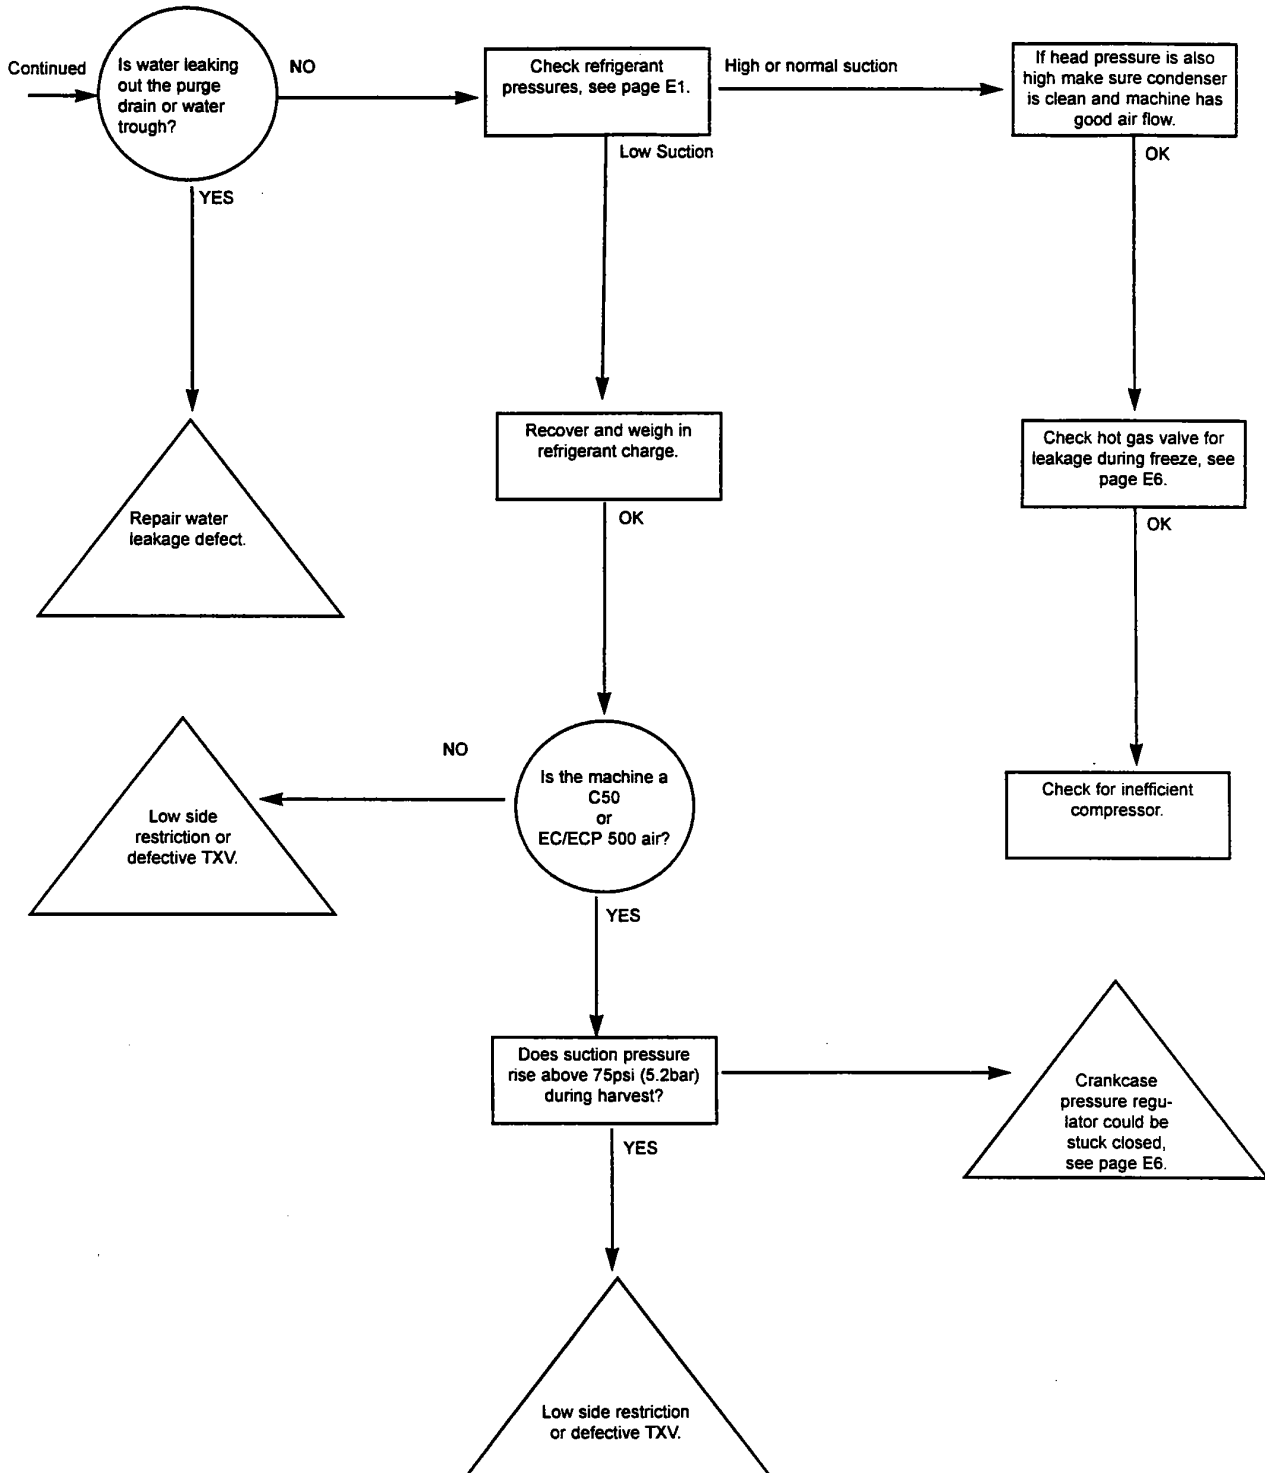 Continued
Is water leaking
out the purge
drain or water
trough?
NO
Check refrigerant
pressures, see page E1.
High or normal suction
If head pressure is also
high make sure condenser
is clean and machine has
good air flow.
YES
Low Suction
OK
Repair water
leakage defect.
Recover and weigh in
refrigerant charge.
Check hot gas valve for
leakage during freeze, see
page E6.
OK
OK
NO
Is the machine a
C50
or
EC/ECP 500 air?
Low side
restriction or
defective TXV.
Check for inefficient
compressor.
YES
Does suction pressure
rise above 75psi (5.2bar)
during harvest?
Crankcase
pressure regu-
lator could be
stuck closed,
see page E6.
YES
Low side restriction
or defective TXV.